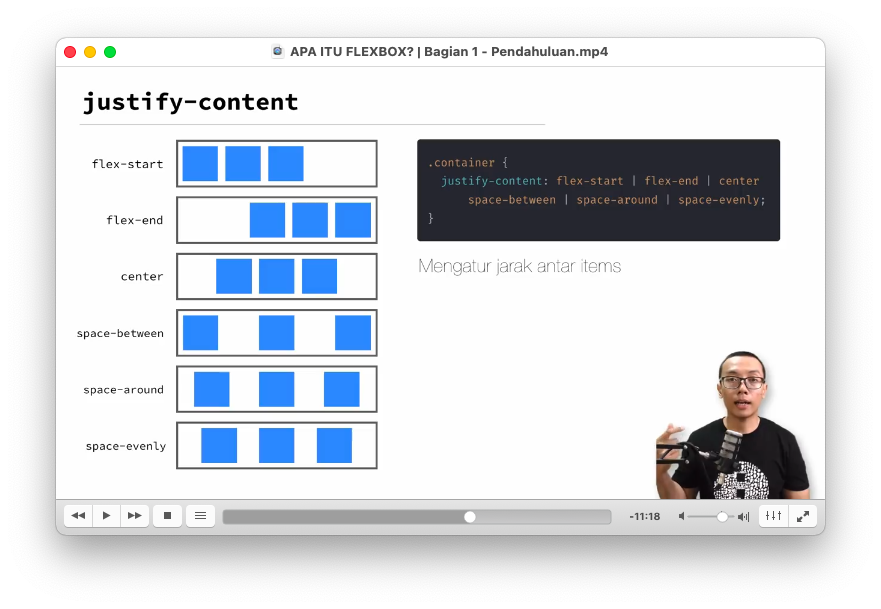 APA ITU FLEXBOX? | Bagian 1 - Pendahuluan.mp4
justify-content
flex-start
flex-end
center
space-between
space-around
space-evenly
.container {
justify-content: flex-start | flex-end | center
space-between | space-around | space-evenly;
}
Mengatur jarak antar items
-11:18